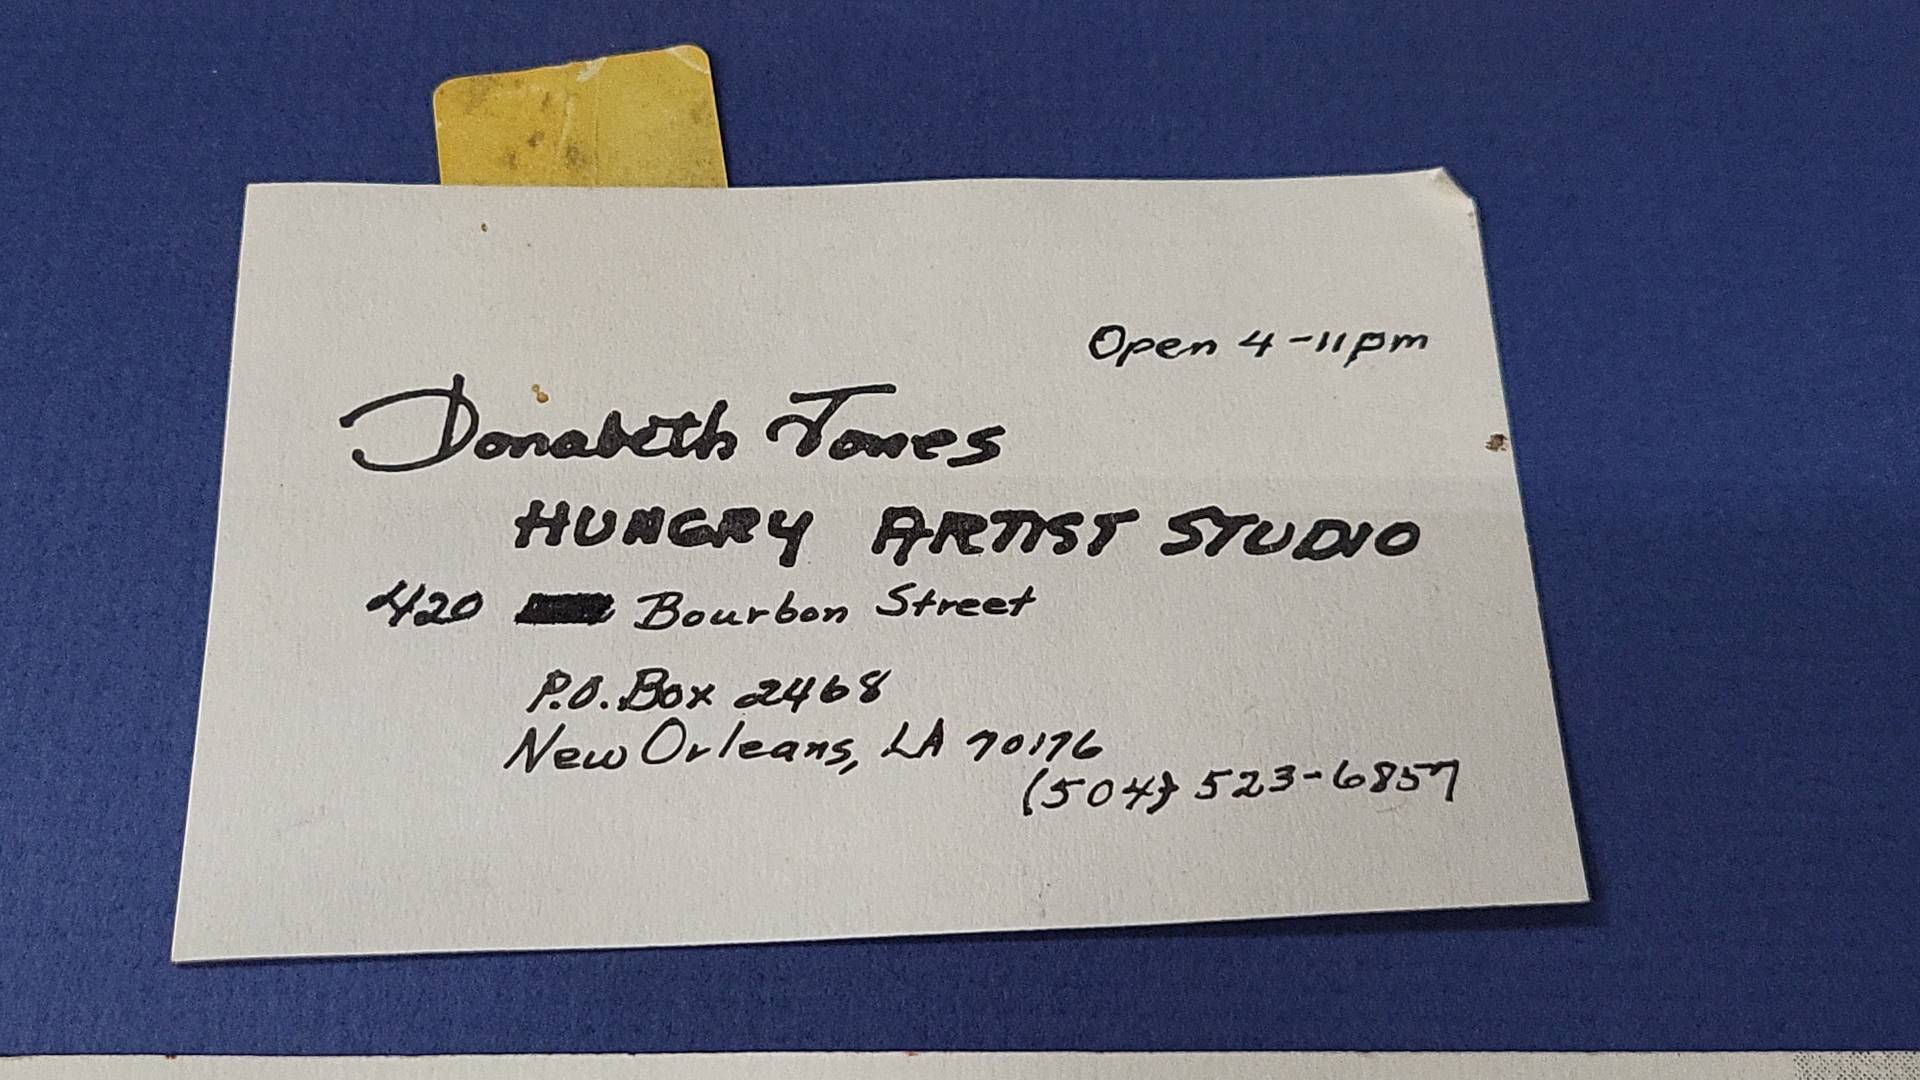 Open 4-11pm
Donabeth Jones
HUNGRY ARTIST STUDIO
420 Bourbon Street
P.O. Box 2468
New Orleans, LA 70176
(504) 523-6857